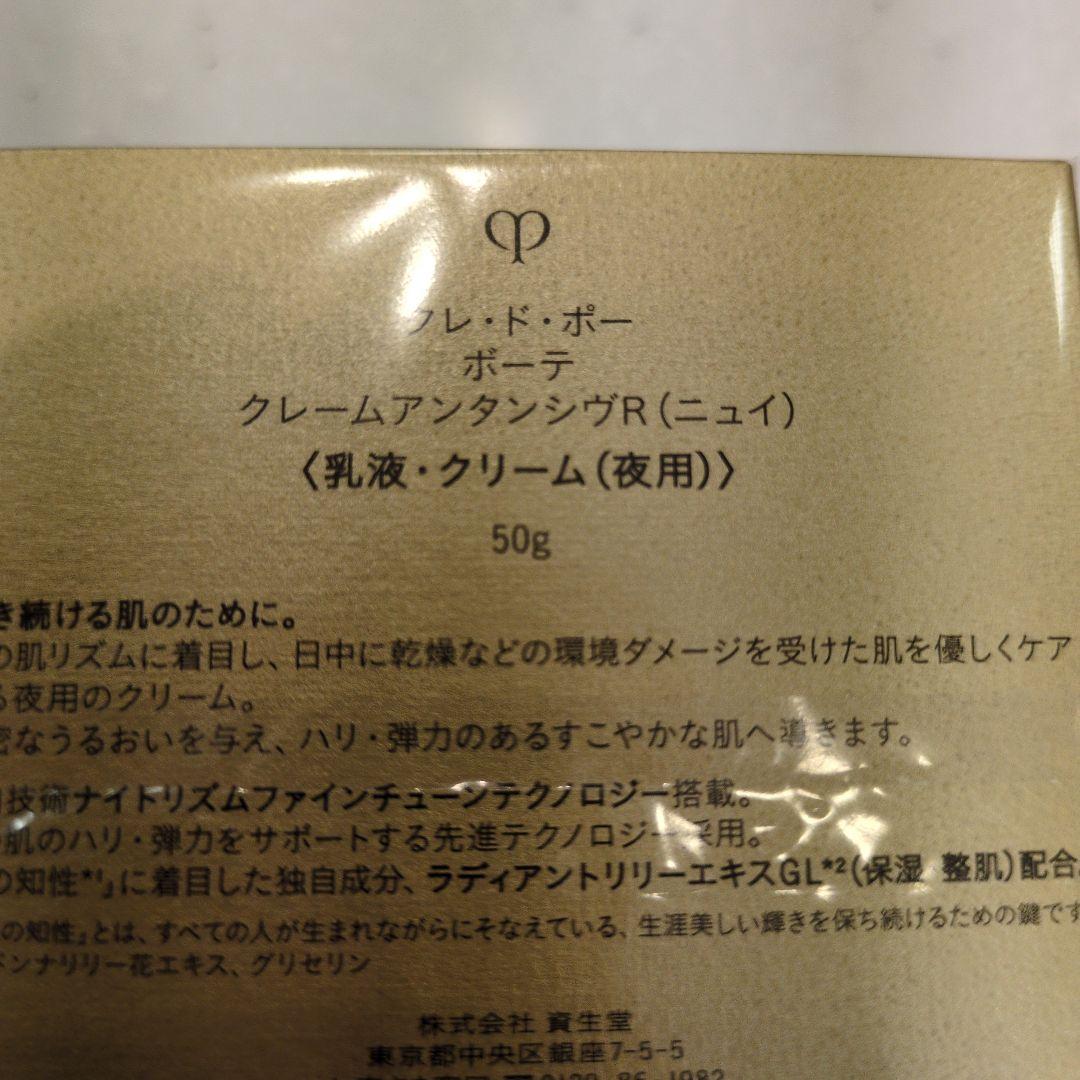 クレ・ド・ポー
ボーテ
クレームアンタンシヴR(ニュイ)
〈乳液・クリーム(夜用)〉
50g
き続ける肌のために。
の肌リズムに着目し、日中に乾燥などの環境ダメージを受けた肌を優しくケア
る夜用のクリーム。
密なうるおいを与え、ハリ・弾力のあるすこやかな肌へ導きます。
技術ナイトリズムファインチューンテクノロジー搭載。
肌のハリ・弾力をサポートする先進テクノロジー採用。
の知性*¹」に着目した独自成分、ラディアントリリーエキスGL*²(保湿 整肌)配合。
の知性」とは、すべての人が生まれながらにそなえている、生涯美しい輝きを保ち続けるための鍵です
ドンナリリー花エキス、グリセリン
株式会社 資生堂
東京都中央区銀座7-5-5